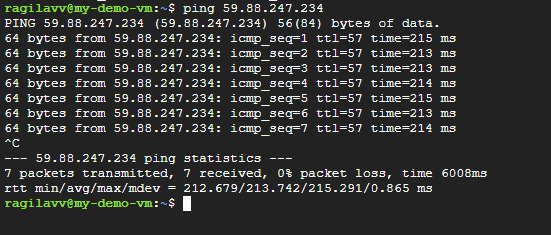 ragilavv@my-demo-vm:~$ ping 59.88.247.234
PING 59.88.247.234 (59.88.247.234) 56(84) bytes of data.
64 bytes from 59.88.247.234: icmp_seq=1 ttl=57 time=215 ms
64 bytes from 59.88.247.234: icmp_seq=2 ttl=57 time=213 ms
64 bytes from 59.88.247.234: icmp_seq=3 ttl=57 time=213 ms
64 bytes from 59.88.247.234: icmp_seq=4 ttl=57 time=214 ms
64 bytes from 59.88.247.234: icmp_seq=5 ttl=57 time=215 ms
64 bytes from 59.88.247.234: icmp_seq=6 ttl=57 time=213 ms
64 bytes from 59.88.247.234: icmp_seq=7 ttl=57 time=214 ms
^C
--- 59.88.247.234 ping statistics ---
7 packets transmitted, 7 received, 0% packet loss, time 6008ms
rtt min/avg/max/mdev = 212.679/213.742/215.291/0.865 ms
ragilavv@my-demo-vm:~$